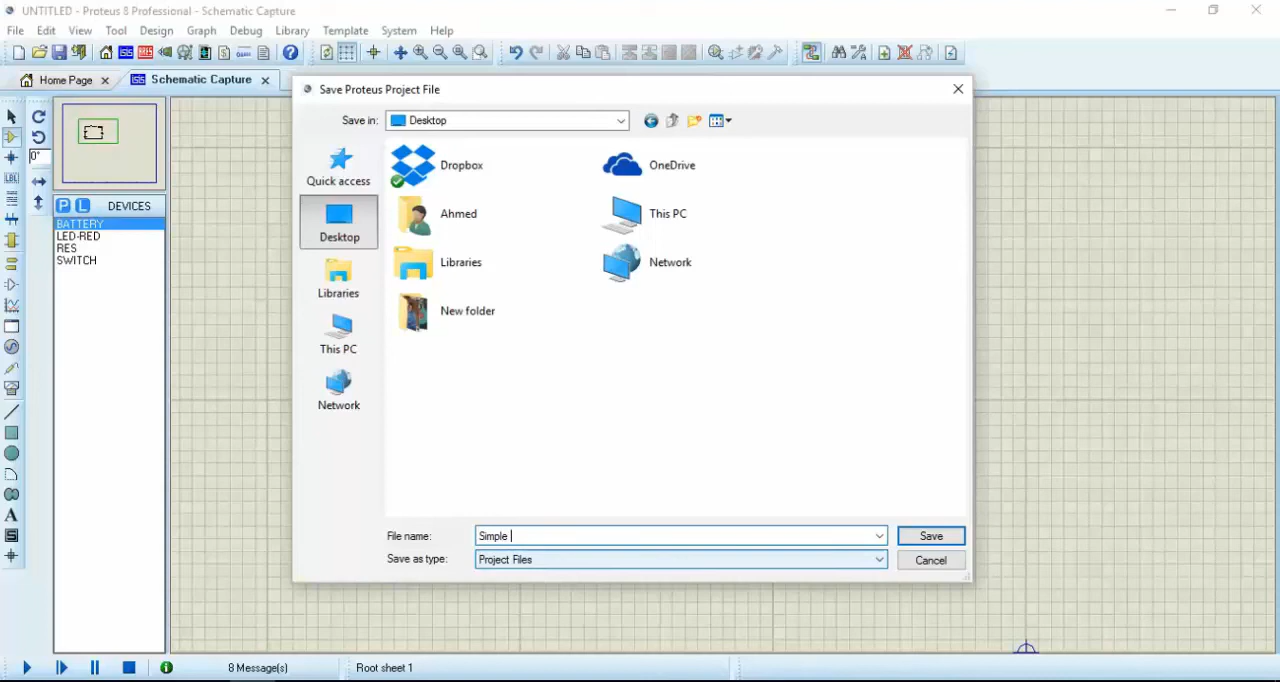 UNTITLED - Proteus 8 Professional - Schematic Capture
File Edit View Tool Design Graph Debug Library Template System Help
Home Page
Schematic Capture
Save Proteus Project File
Save in: Desktop
Quick access
Desktop
Libraries
This PC
Network
Dropbox OneDrive
Ahmed This PC
Libraries Network
New folder
File name: Simple
Save
Save as type: Project Files
Cancel
0°
LBL
P L DEVICES
BATTERY
LED-RED
RES
SWITCH
A
8 Message(s) Root sheet 1